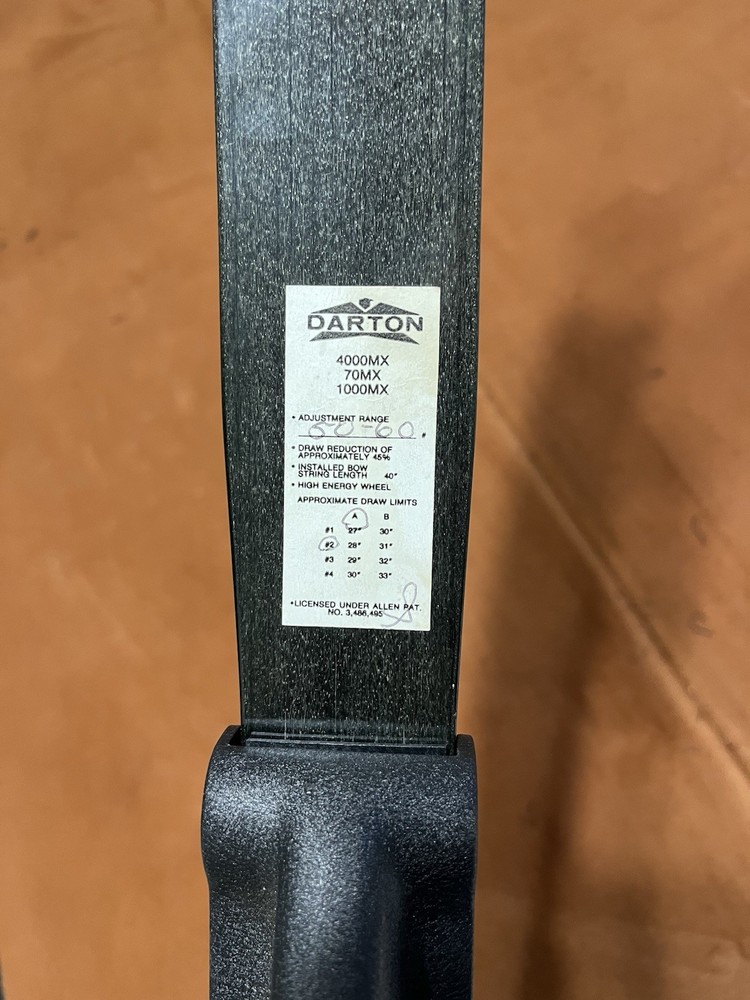 DARTON
4000MX
70MX
1000MX
• ADJUSTMENT RANGE
50-60 #
• DRAW REDUCTION OF
APPROXIMATELY 45%
• INSTALLED BOW
STRING LENGTH 40"
• HIGH ENERGY WHEEL
APPROXIMATE DRAW LIMITS
A B
#1 27" 30"
#2 28" 31"
#3 29" 32"
#4 30" 33"
•LICENSED UNDER ALLEN PAT.
NO. 3,486,495